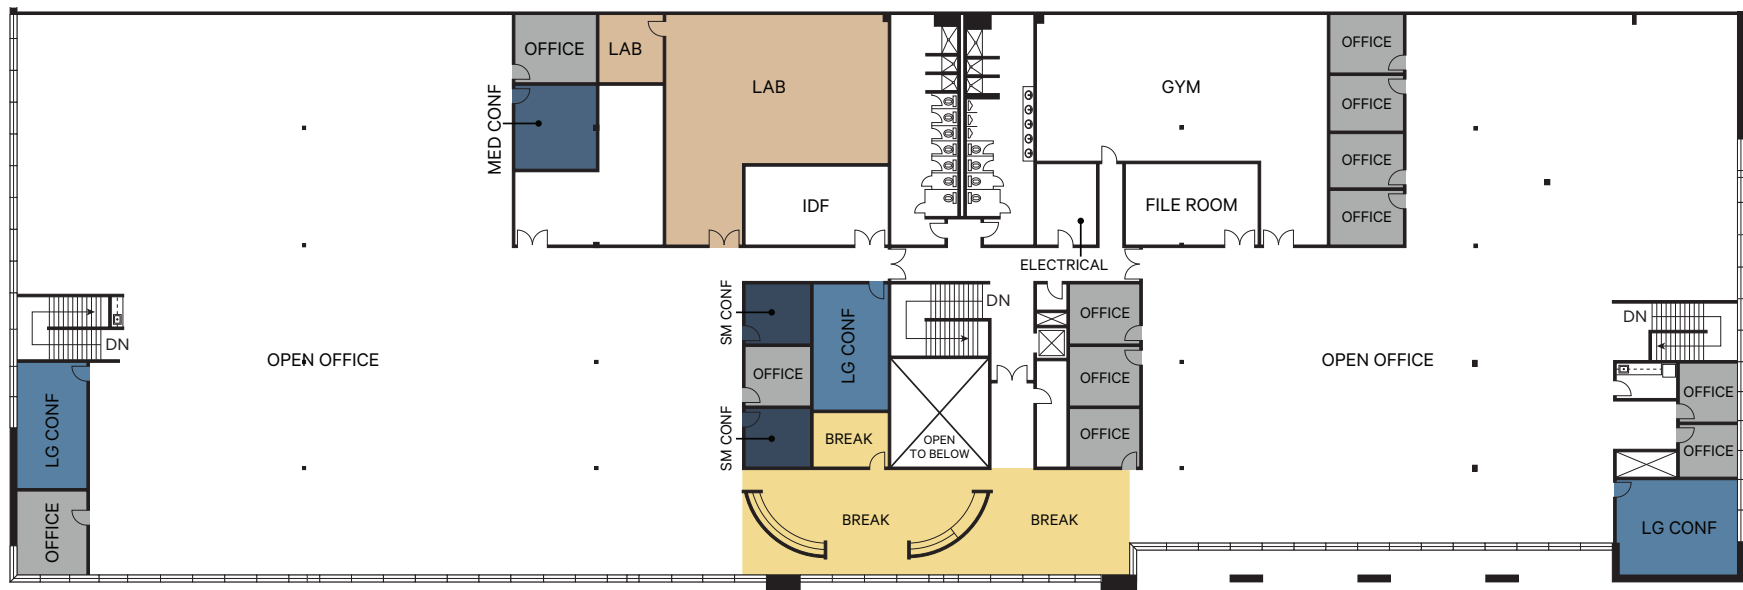 OFFICE
LAB
LAB
MED CONF
IDF
GYM
OFFICE
OFFICE
OFFICE
OFFICE
FILE ROOM
ELECTRICAL
DN
OPEN OFFICE
LG CONF
OFFICE
SM CONF
LG CONF
OFFICE
SM CONF
BREAK
DN
OPEN
TO BELOW
OFFICE
OFFICE
OFFICE
BREAK
BREAK
OPEN OFFICE
DN
OFFICE
OFFICE
LG CONF